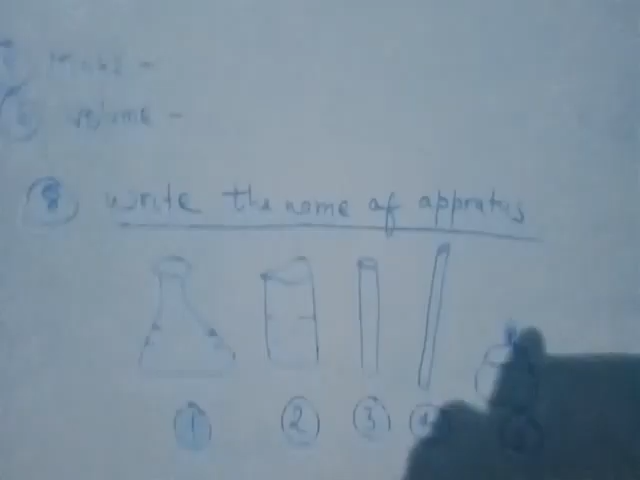 volume -
⑧ write the name of appratus
① ② ③ ④